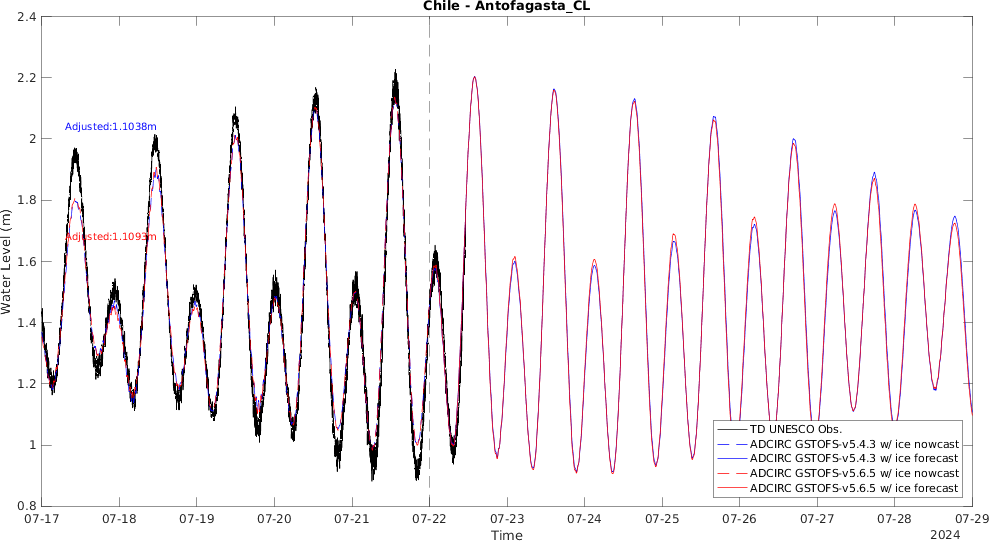 Chile - Antofagasta_CL
2.4
2.2
2
1.8
1.6
1.4
1.2
1
0.8
Water Level (m)
Adjusted:1.1038m
Adjusted:1.1093m
TD UNESCO Obs.
ADCIRC GSTOFS-v5.4.3 w/ ice nowcast
ADCIRC GSTOFS-v5.4.3 w/ ice forecast
ADCIRC GSTOFS-v5.6.5 w/ ice nowcast
ADCIRC GSTOFS-v5.6.5 w/ ice forecast
07-17 07-18 07-19 07-20 07-21 07-22 07-23 07-24 07-25 07-26 07-27 07-28 07-29
Time
2024